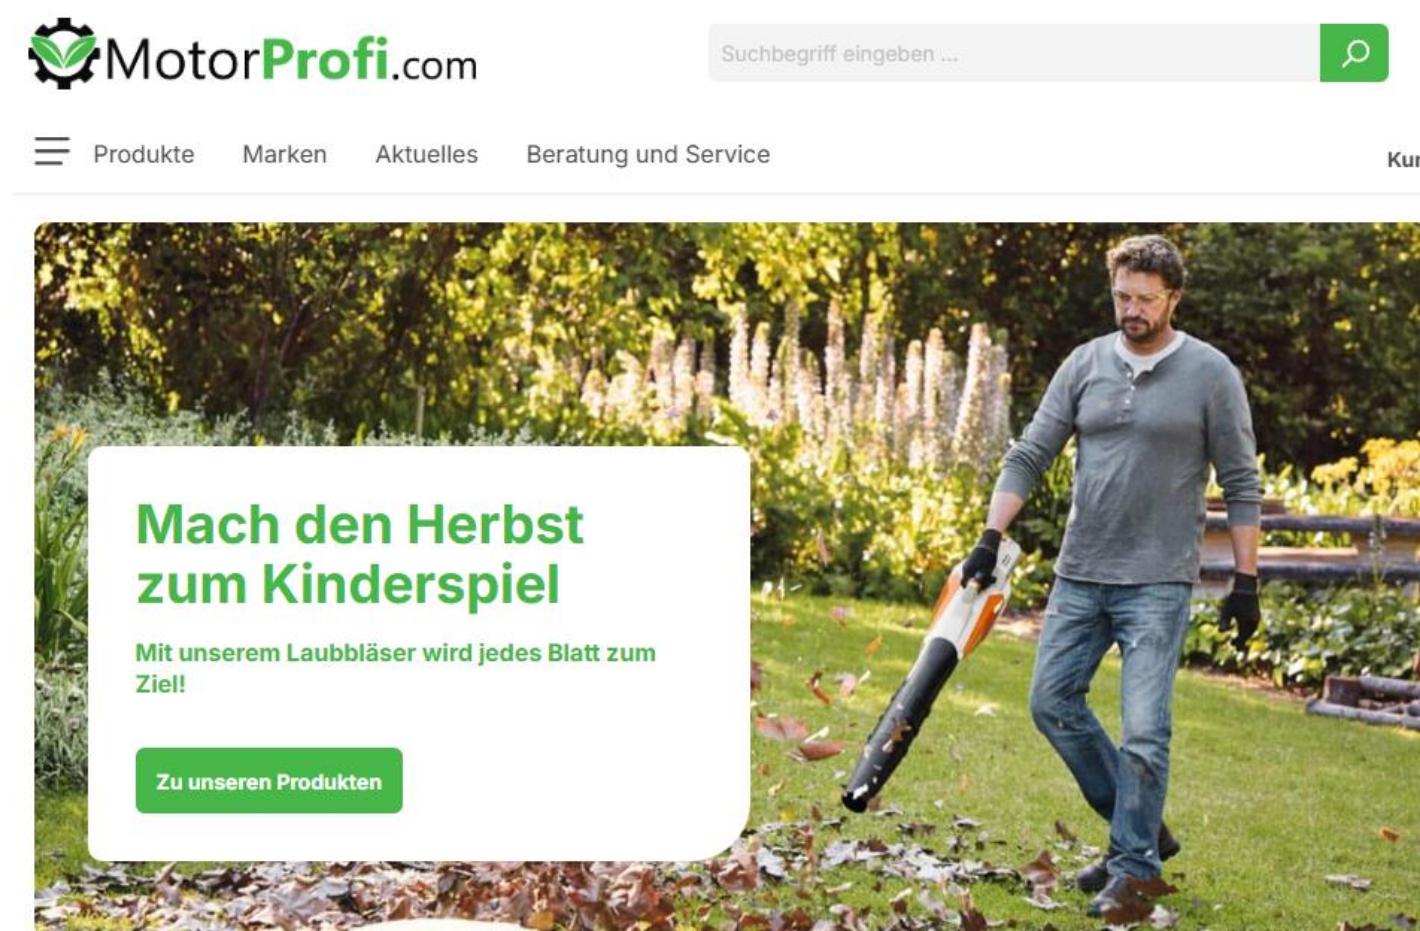 MotorProfi.com
Suchbegriff eingeben ...
Produkte Marken Aktuelles Beratung und Service
Mach den Herbst
zum Kinderspiel
Mit unserem Laubbläser wird jedes Blatt zum
Ziel!
Zu unseren Produkten